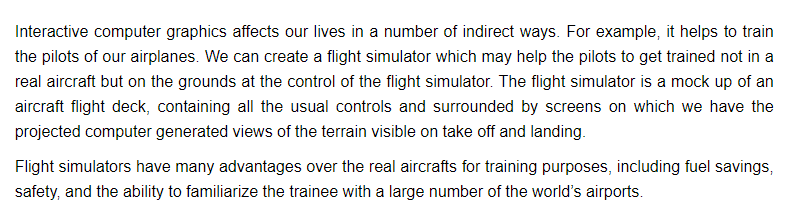 Interactive computer graphics affects our lives in a number of indirect ways. For example, it helps to train
the pilots of our airplanes. We can create a flight simulator which may help the pilots to get trained not in a
real aircraft but on the grounds at the control of the flight simulator. The flight simulator is a mock up of an
aircraft flight deck, containing all the usual controls and surrounded by screens on which we have the
projected computer generated views of the terrain visible on take off and landing.
Flight simulators have many advantages over the real aircrafts for training purposes, including fuel savings,
safety, and the ability to familiarize the trainee with a large number of the world’s airports.